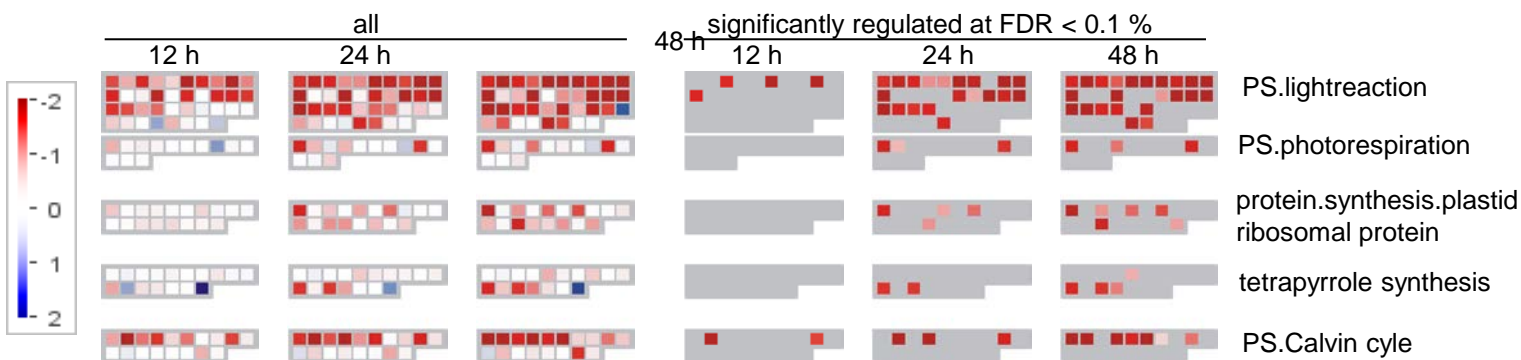 all
significantly regulated at FDR < 0.1 %
12 h
24 h
48 h
12 h
24 h
48 h
-2
-1
0
1
2
PS.lightreaction
PS.photorespiration
protein.synthesis.plastid
ribosomal protein
tetrapyrrole synthesis
PS.Calvin cyle